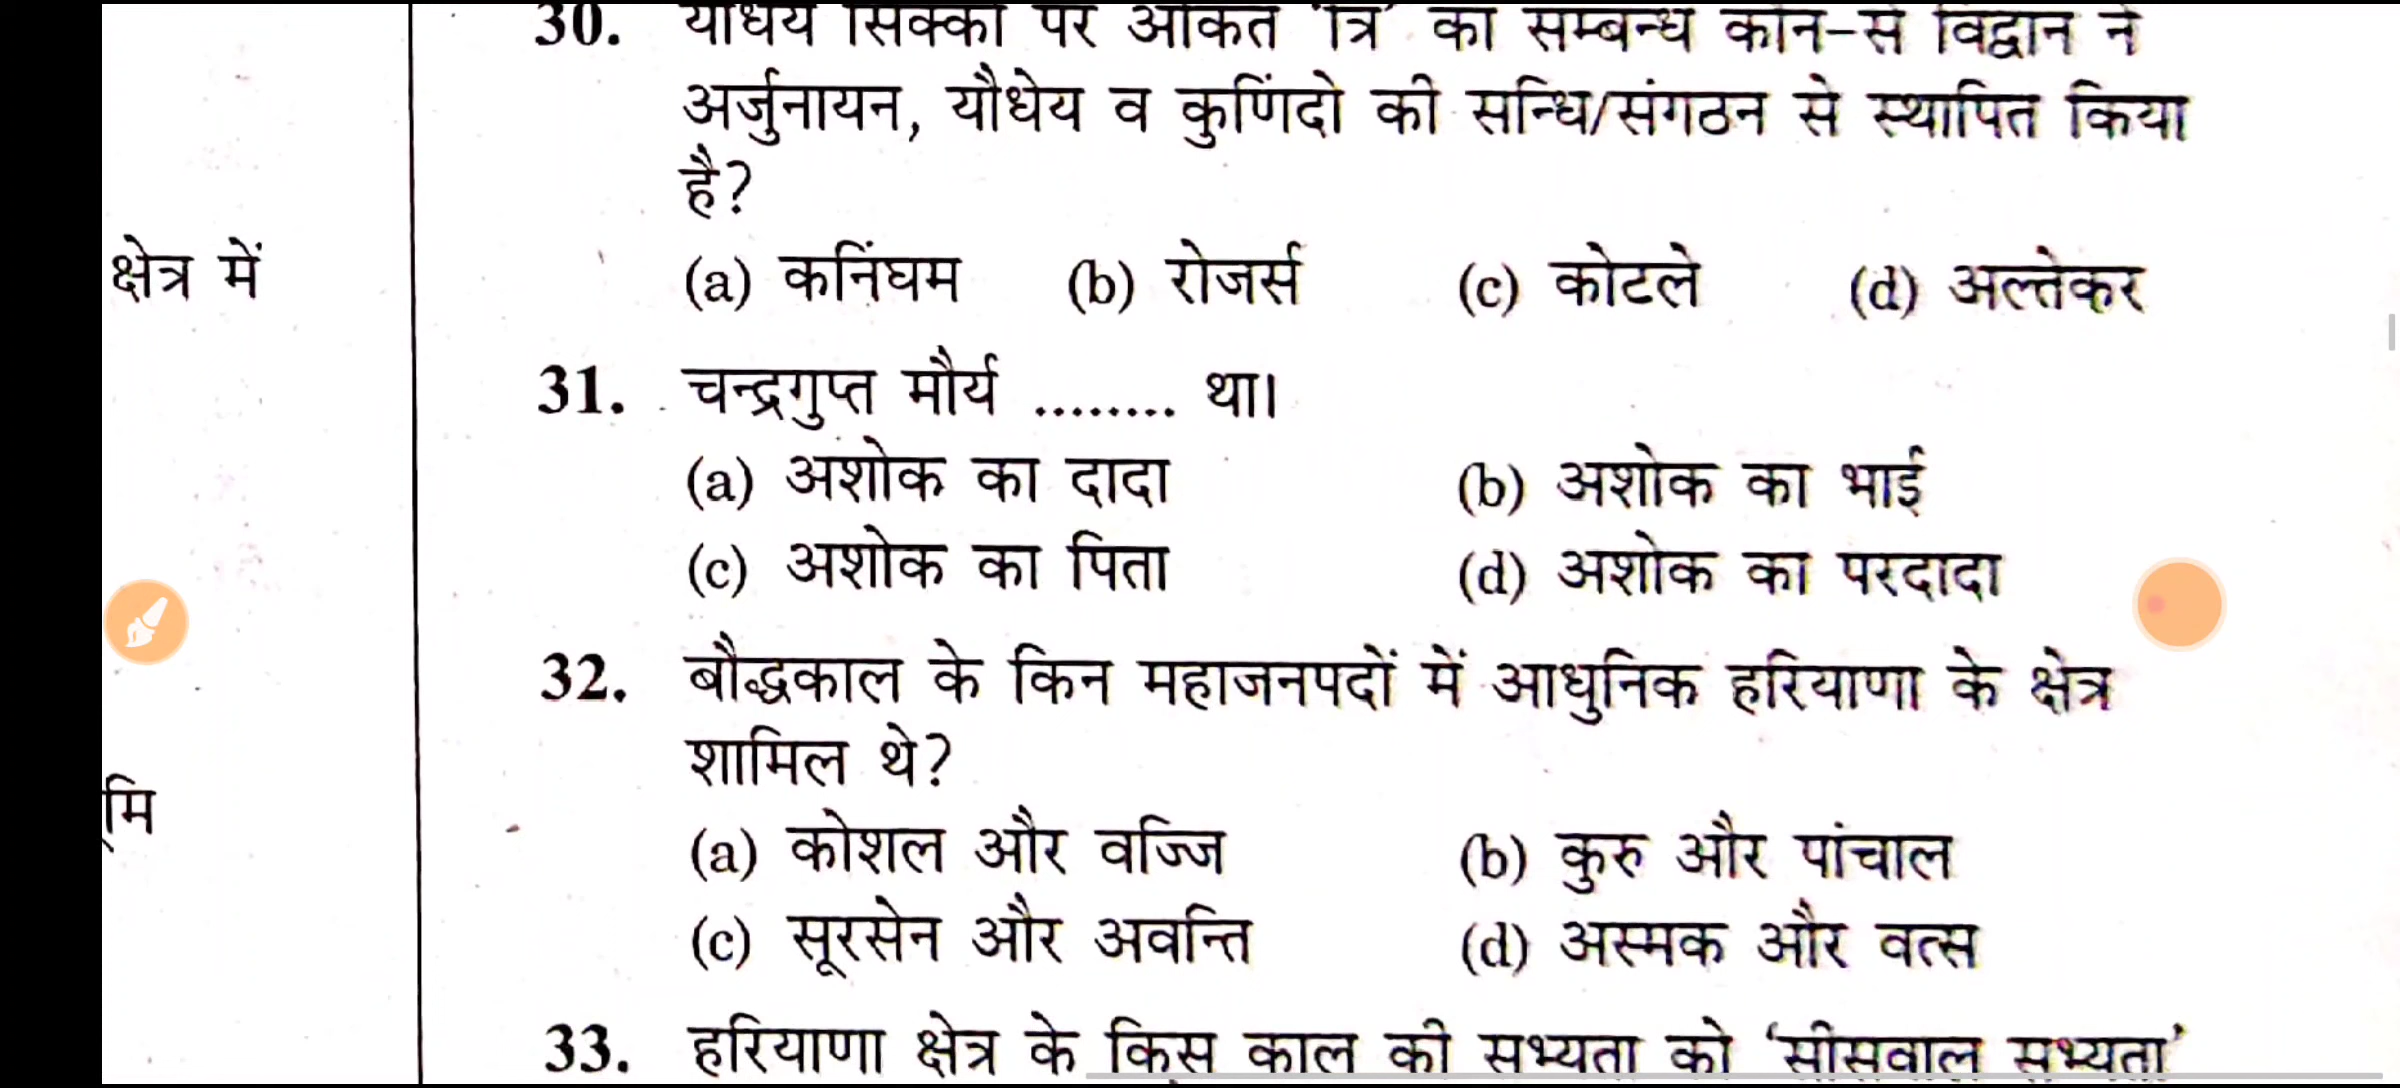 30. यौधेय सिक्कों पर अंकित 'त्रि' का सम्बन्ध कौन-से विद्वान ने
अर्जुनायन, यौधेय व कुणिंदो की सन्धि/संगठन से स्थापित किया
है?
क्षेत्र में
(a) कनिंघम (b) रोजर्स (c) कोटले (d) अल्तेकर
31. चन्द्रगुप्त मौर्य ......... था।
(a) अशोक का दादा (b) अशोक का भाई
(c) अशोक का पिता (d) अशोक का परदादा
32. बौद्धकाल के किन महाजनपदों में आधुनिक हरियाणा के क्षेत्र
शामिल थे?
(a) कोशल और वज्जि (b) कुरु और पांचाल
(c) सूरसेन और अवन्ति (d) अस्मक और वत्स
33. हरियाणा क्षेत्र के किस काल की सभ्यता को 'सीसवाल सभ्यता'